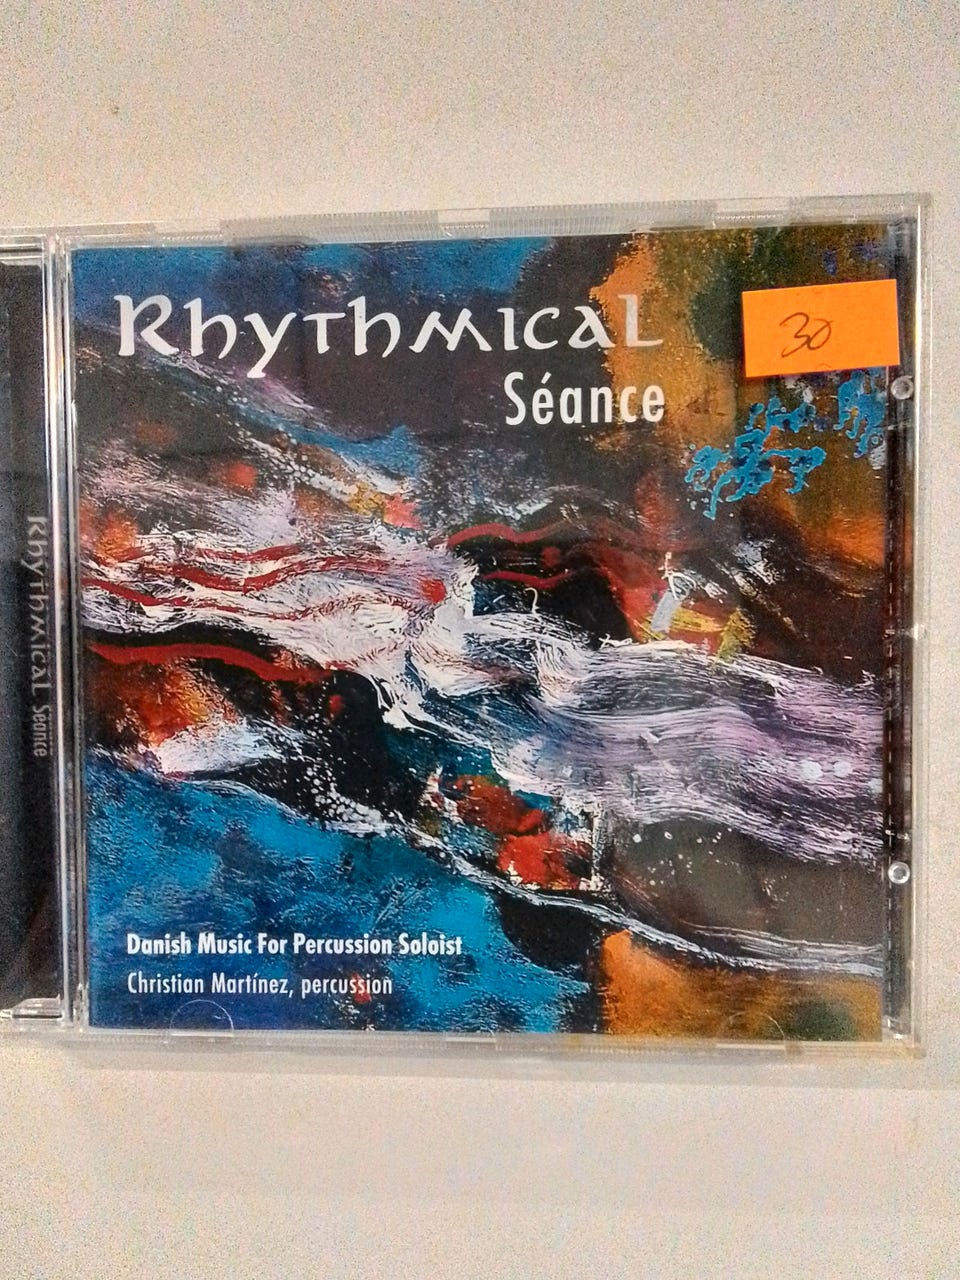 Rhythmical
Séance
30
Danish Music For Percussion Soloist
Christian Martínez, percussion
Rhythmical Séance